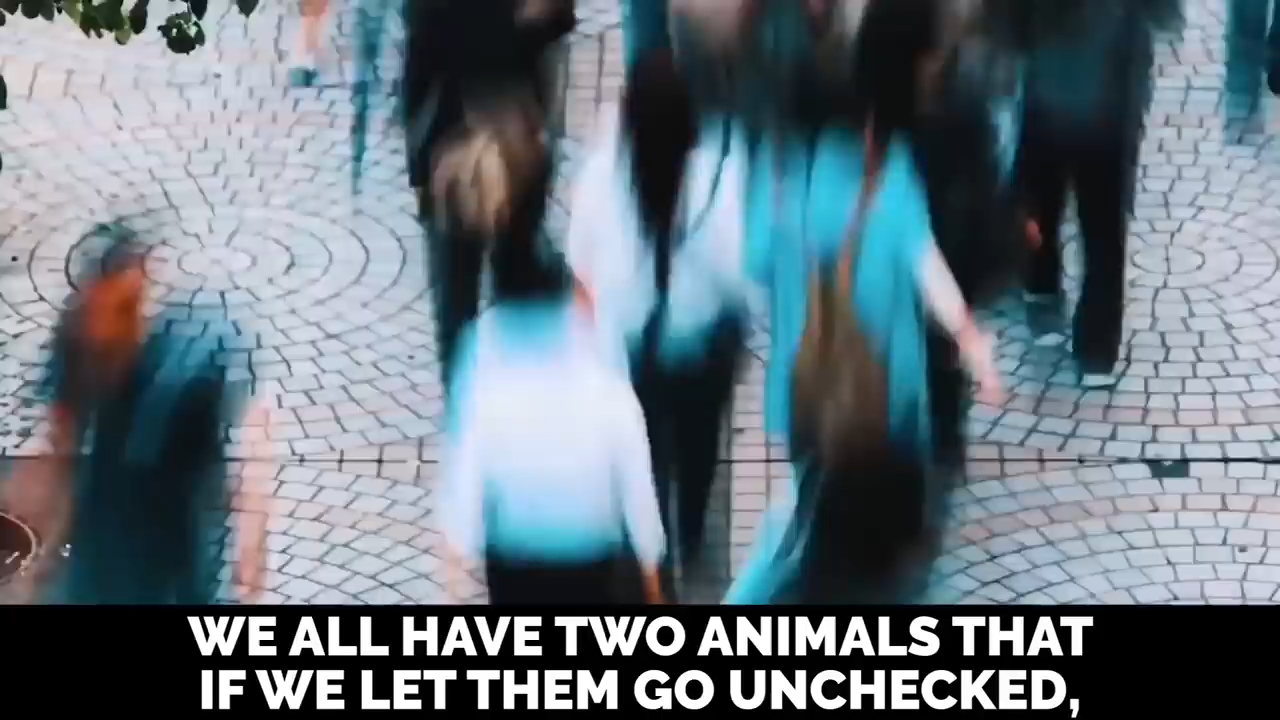 WE ALL HAVE TWO ANIMALS THAT
IF WE LET THEM GO UNCHECKED,